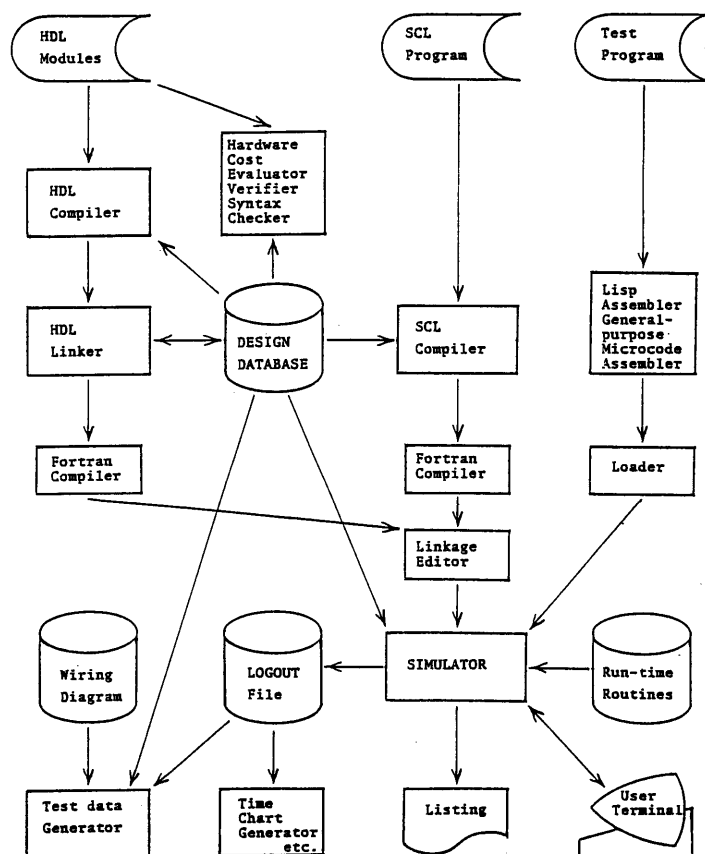 HDL
Modules
SCL
Program
Test
Program
Hardware
Cost
Evaluator
Verifier
Syntax
Checker
HDL
Compiler
HDL
Linker
DESIGN
DATABASE
SCL
Compiler
Lisp
Assembler
General-
purpose
Microcode
Assembler
Fortran
Compiler
Fortran
Compiler
Loader
Linkage
Editor
Wiring
Diagram
LOGOUT
File
SIMULATOR
Run-time
Routines
Test data
Generator
Time
Chart
Generator
etc.
Listing
User
Terminal